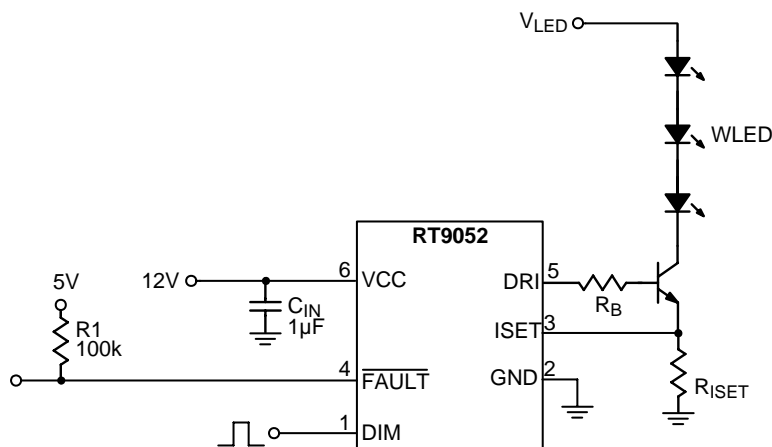 VLED
WLED
RT9052
5V
12V
6
VCC
DRI
5
RB
R1
100k
CIN
1µF
ISET
3
4
FAULT
GND
2
RISET
1
DIM